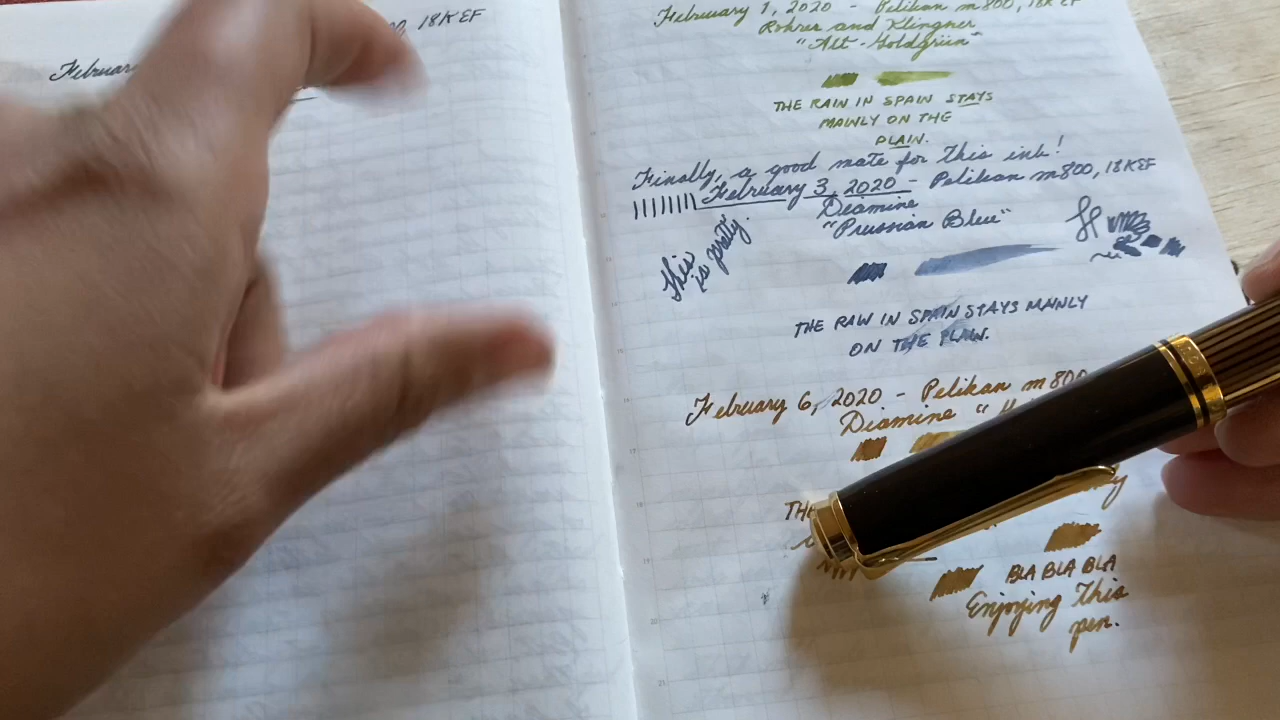 18K EF
February 1, 2020 - Pelikan m800, 18K EF
Rohrer and Klingner
"Alt-Goldgrün"
THE RAIN IN SPAIN STAYS
MAINLY ON THE
PLAIN.
Finally, a good mate for this ink!
February 3, 2020 - Pelikan m800, 18K EF
Diamine
"Prussian Bleu"
This
is pretty.
THE RAIN IN SPAIN STAYS MAINLY
ON THE PLAIN.
February 6, 2020 - Pelikan m800
Diamine "
BLA BLA BLA
Enjoying this
pen.